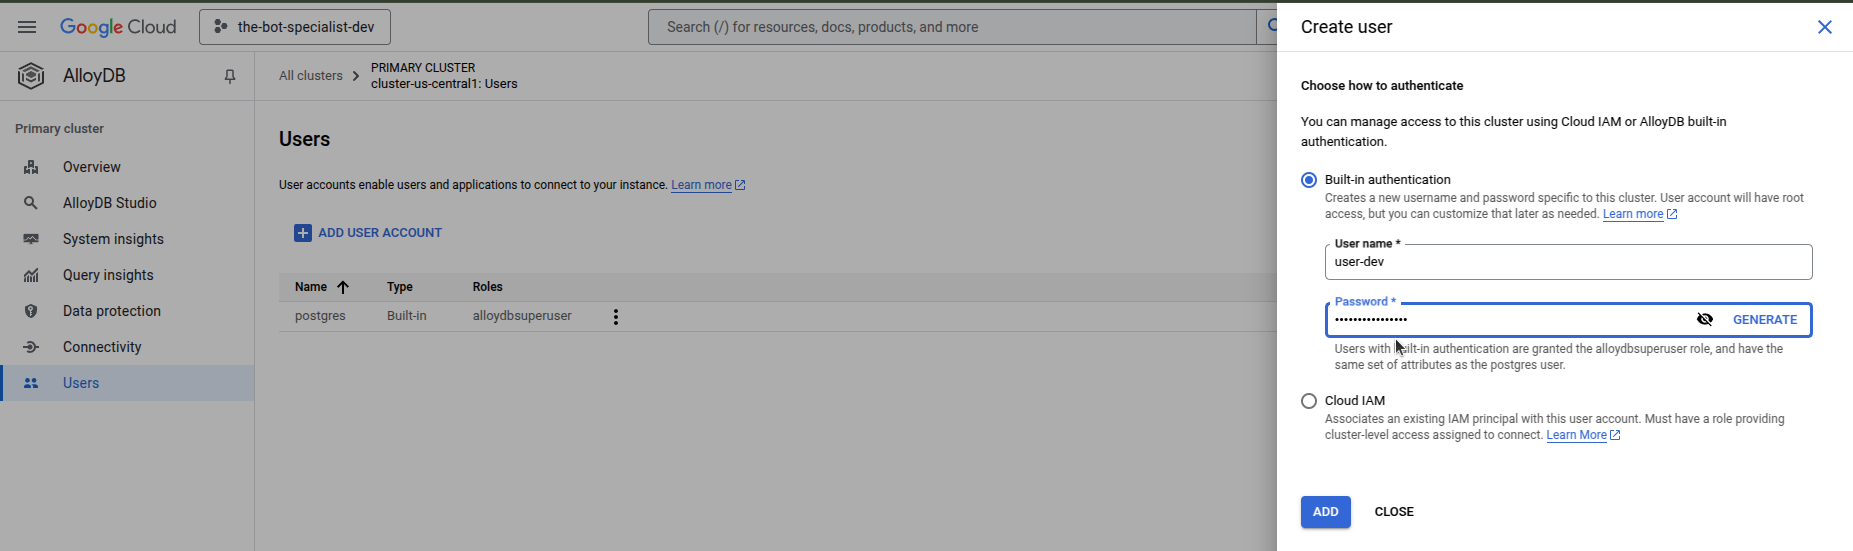 Google Cloud
the-bot-specialist-dev
Search (/) for resources, docs, products, and more
AlloyDB
All clusters
PRIMARY CLUSTER
cluster-us-central1: Users
Primary cluster
Overview
AlloyDB Studio
System insights
Query insights
Data protection
Connectivity
Users
Users
User accounts enable users and applications to connect to your instance. Learn more
ADD USER ACCOUNT
Name Type Roles
postgres Built-in alloydbsuperuser
Create user
Choose how to authenticate
You can manage access to this cluster using Cloud IAM or AlloyDB built-in
authentication.
Built-in authentication
Creates a new username and password specific to this cluster. User account will have root
access, but you can customize that later as needed. Learn more
User name *
user-dev
Password *
•••••••••••••••• GENERATE
Users with built-in authentication are granted the alloydbsuperuser role, and have the
same set of attributes as the postgres user.
Cloud IAM
Associates an existing IAM principal with this user account. Must have a role providing
cluster-level access assigned to connect. Learn More
ADD CLOSE